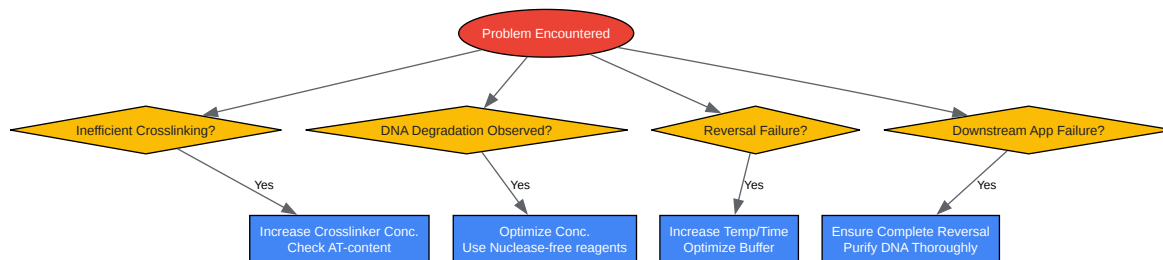 Problem Encountered
Inefficient Crosslinking?
DNA Degradation Observed?
Reversal Failure?
Downstream App Failure?
Yes
Yes
Yes
Yes
Increase Crosslinker Conc.
Check AT-content
Optimize Conc.
Use Nuclease-free reagents
Increase Temp/Time
Optimize Buffer
Ensure Complete Reversal
Purify DNA Thoroughly